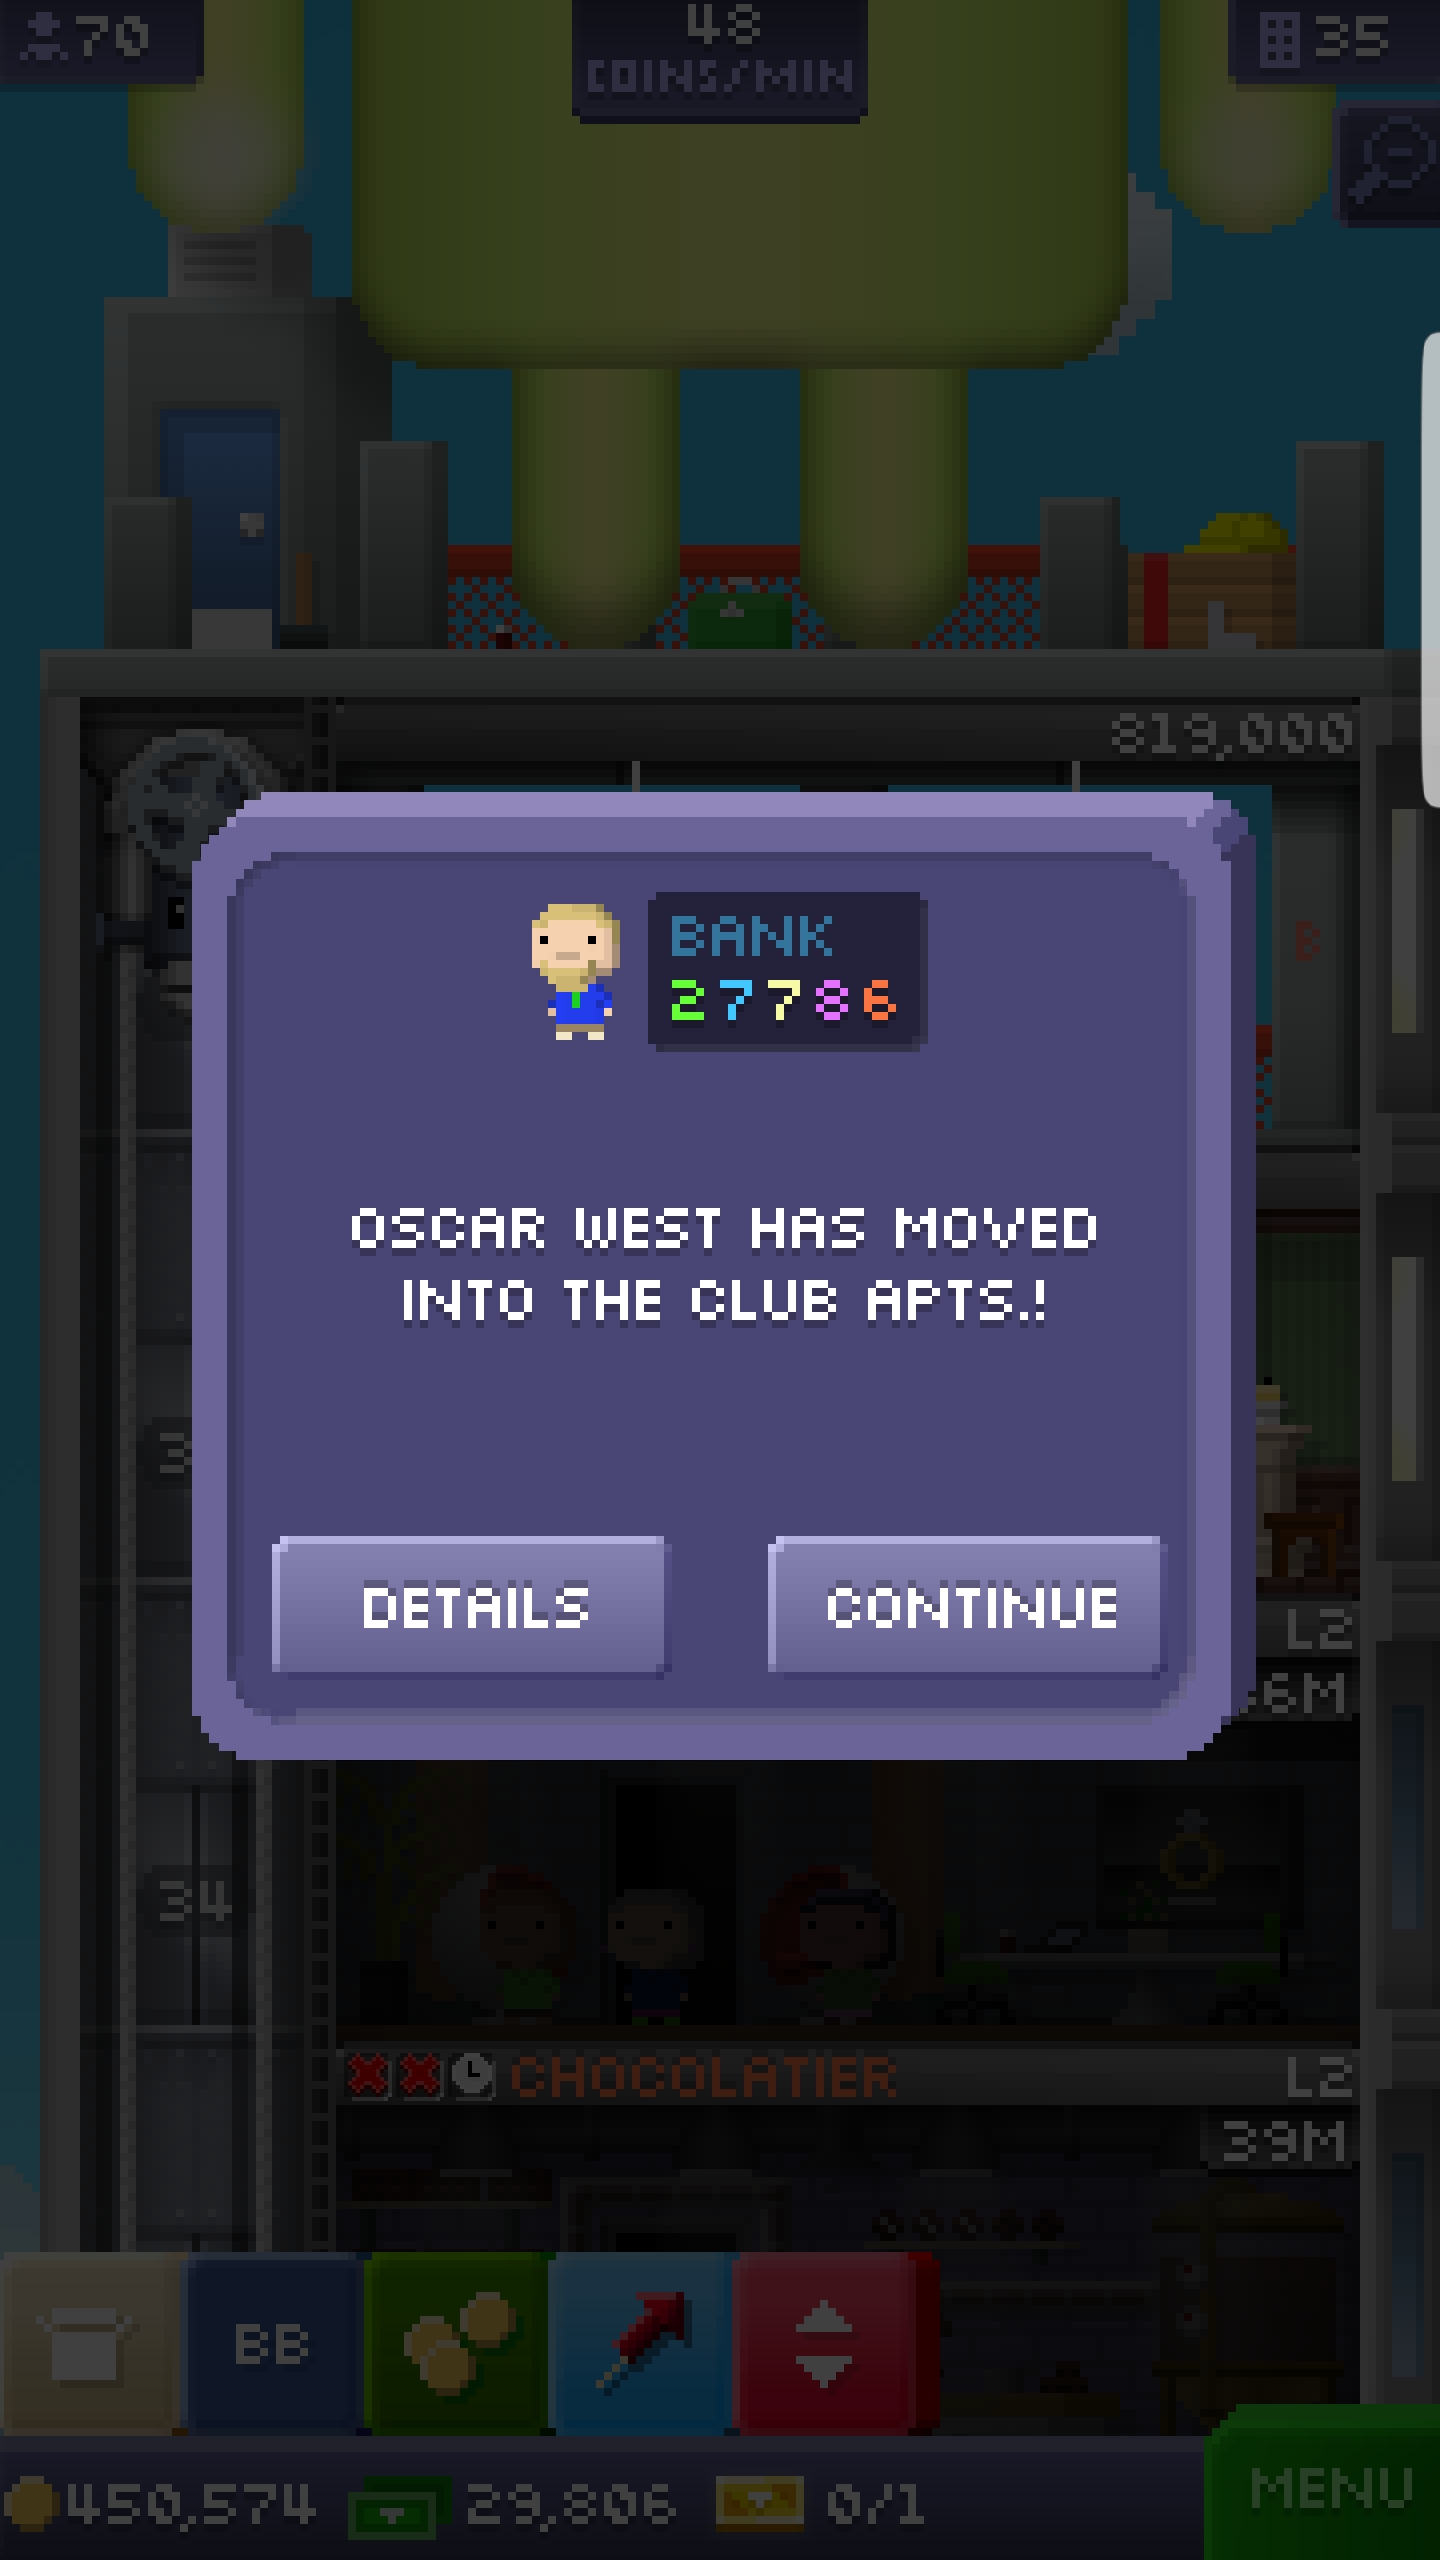 70
48
COINS/MIN
35
819,000
B
BANK
27786
OSCAR WEST HAS MOVED
INTO THE CLUB APTS.!
DETAILS
CONTINUE
L2
6M
34
CHOCOLATIER
L2
39M
BB
450,574
29,806
0/1
MENU